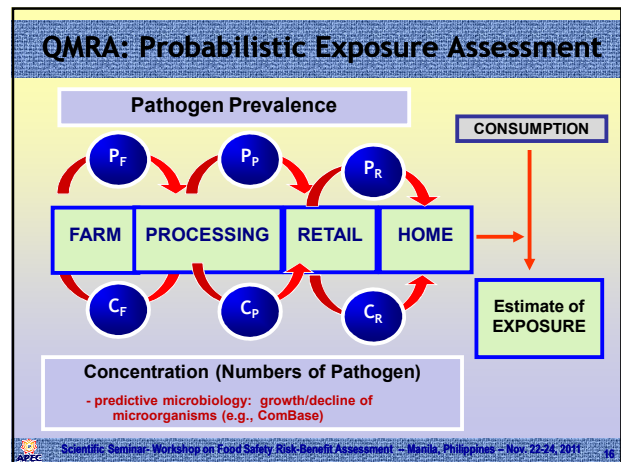 QMRA: Probabilistic Exposure Assessment
Pathogen Prevalence
CONSUMPTION
PF
PP
PR
FARM
PROCESSING
RETAIL
HOME
CF
CP
CR
Estimate of
EXPOSURE
Concentration (Numbers of Pathogen)
- predictive microbiology: growth/decline of
microorganisms (e.g., ComBase)
APEC
Scientific Seminar- Workshop on Food Safety Risk-Benefit Assessment – Manila, Philippines – Nov. 22-24, 2011
16